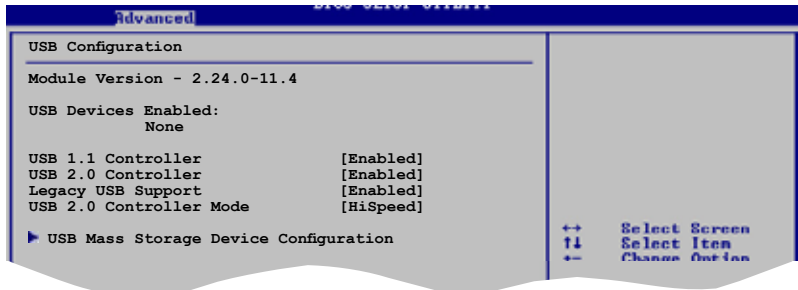 Advanced
USB Configuration
Module Version - 2.24.0-11.4
USB Devices Enabled:
None
USB 1.1 Controller [Enabled]
USB 2.0 Controller [Enabled]
Legacy USB Support [Enabled]
USB 2.0 Controller Mode [HiSpeed]
USB Mass Storage Device Configuration
↔ Select Screen
↑↓ Select Item
+- Change Option